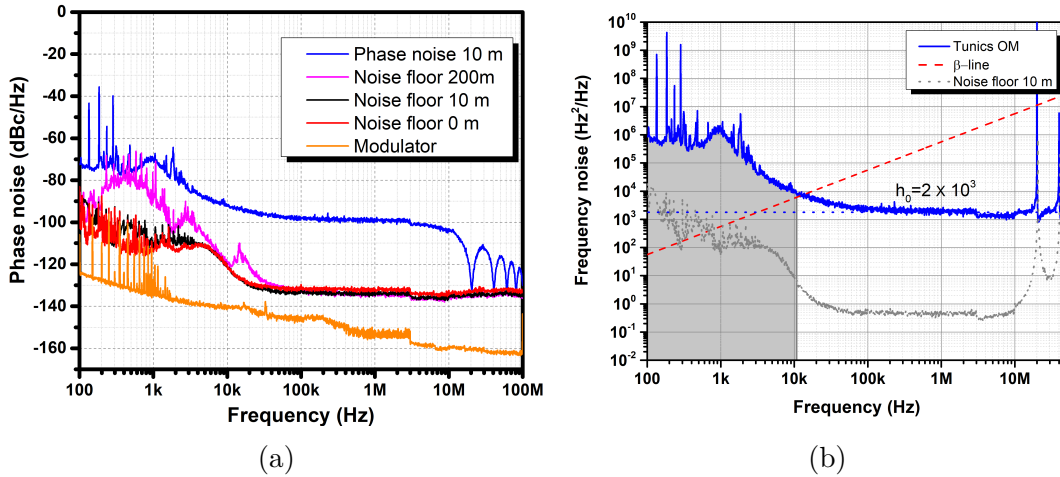 0
-20
-40
-60
-80
-100
-120
-140
-160
Phase noise (dBc/Hz)
Phase noise 10 m
Noise floor 200m
Noise floor 10 m
Noise floor 0 m
Modulator
100 1k 10k 100k 1M 10M 100M
Frequency (Hz)
(a)
10^10
10^9
10^8
10^7
10^6
10^5
10^4
10^3
10^2
10^1
10^0
10^-1
10^-2
Frequency noise (Hz^2/Hz)
Tunics OM
β-line
Noise floor 10 m
h_0=2 x 10^3
100 1k 10k 100k 1M 10M
Frequency (Hz)
(b)